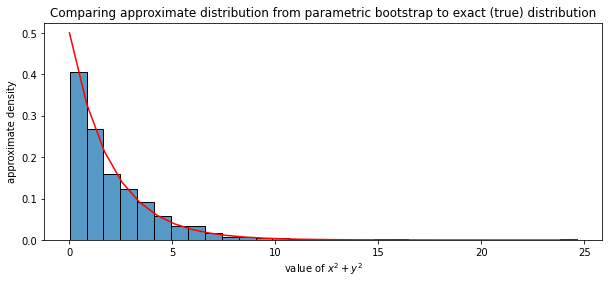 Comparing approximate distribution from parametric bootstrap to exact (true) distribution
approximate density
0.5
0.4
0.3
0.2
0.1
0.0
0 5 10 15 20 25
value of x² + y²